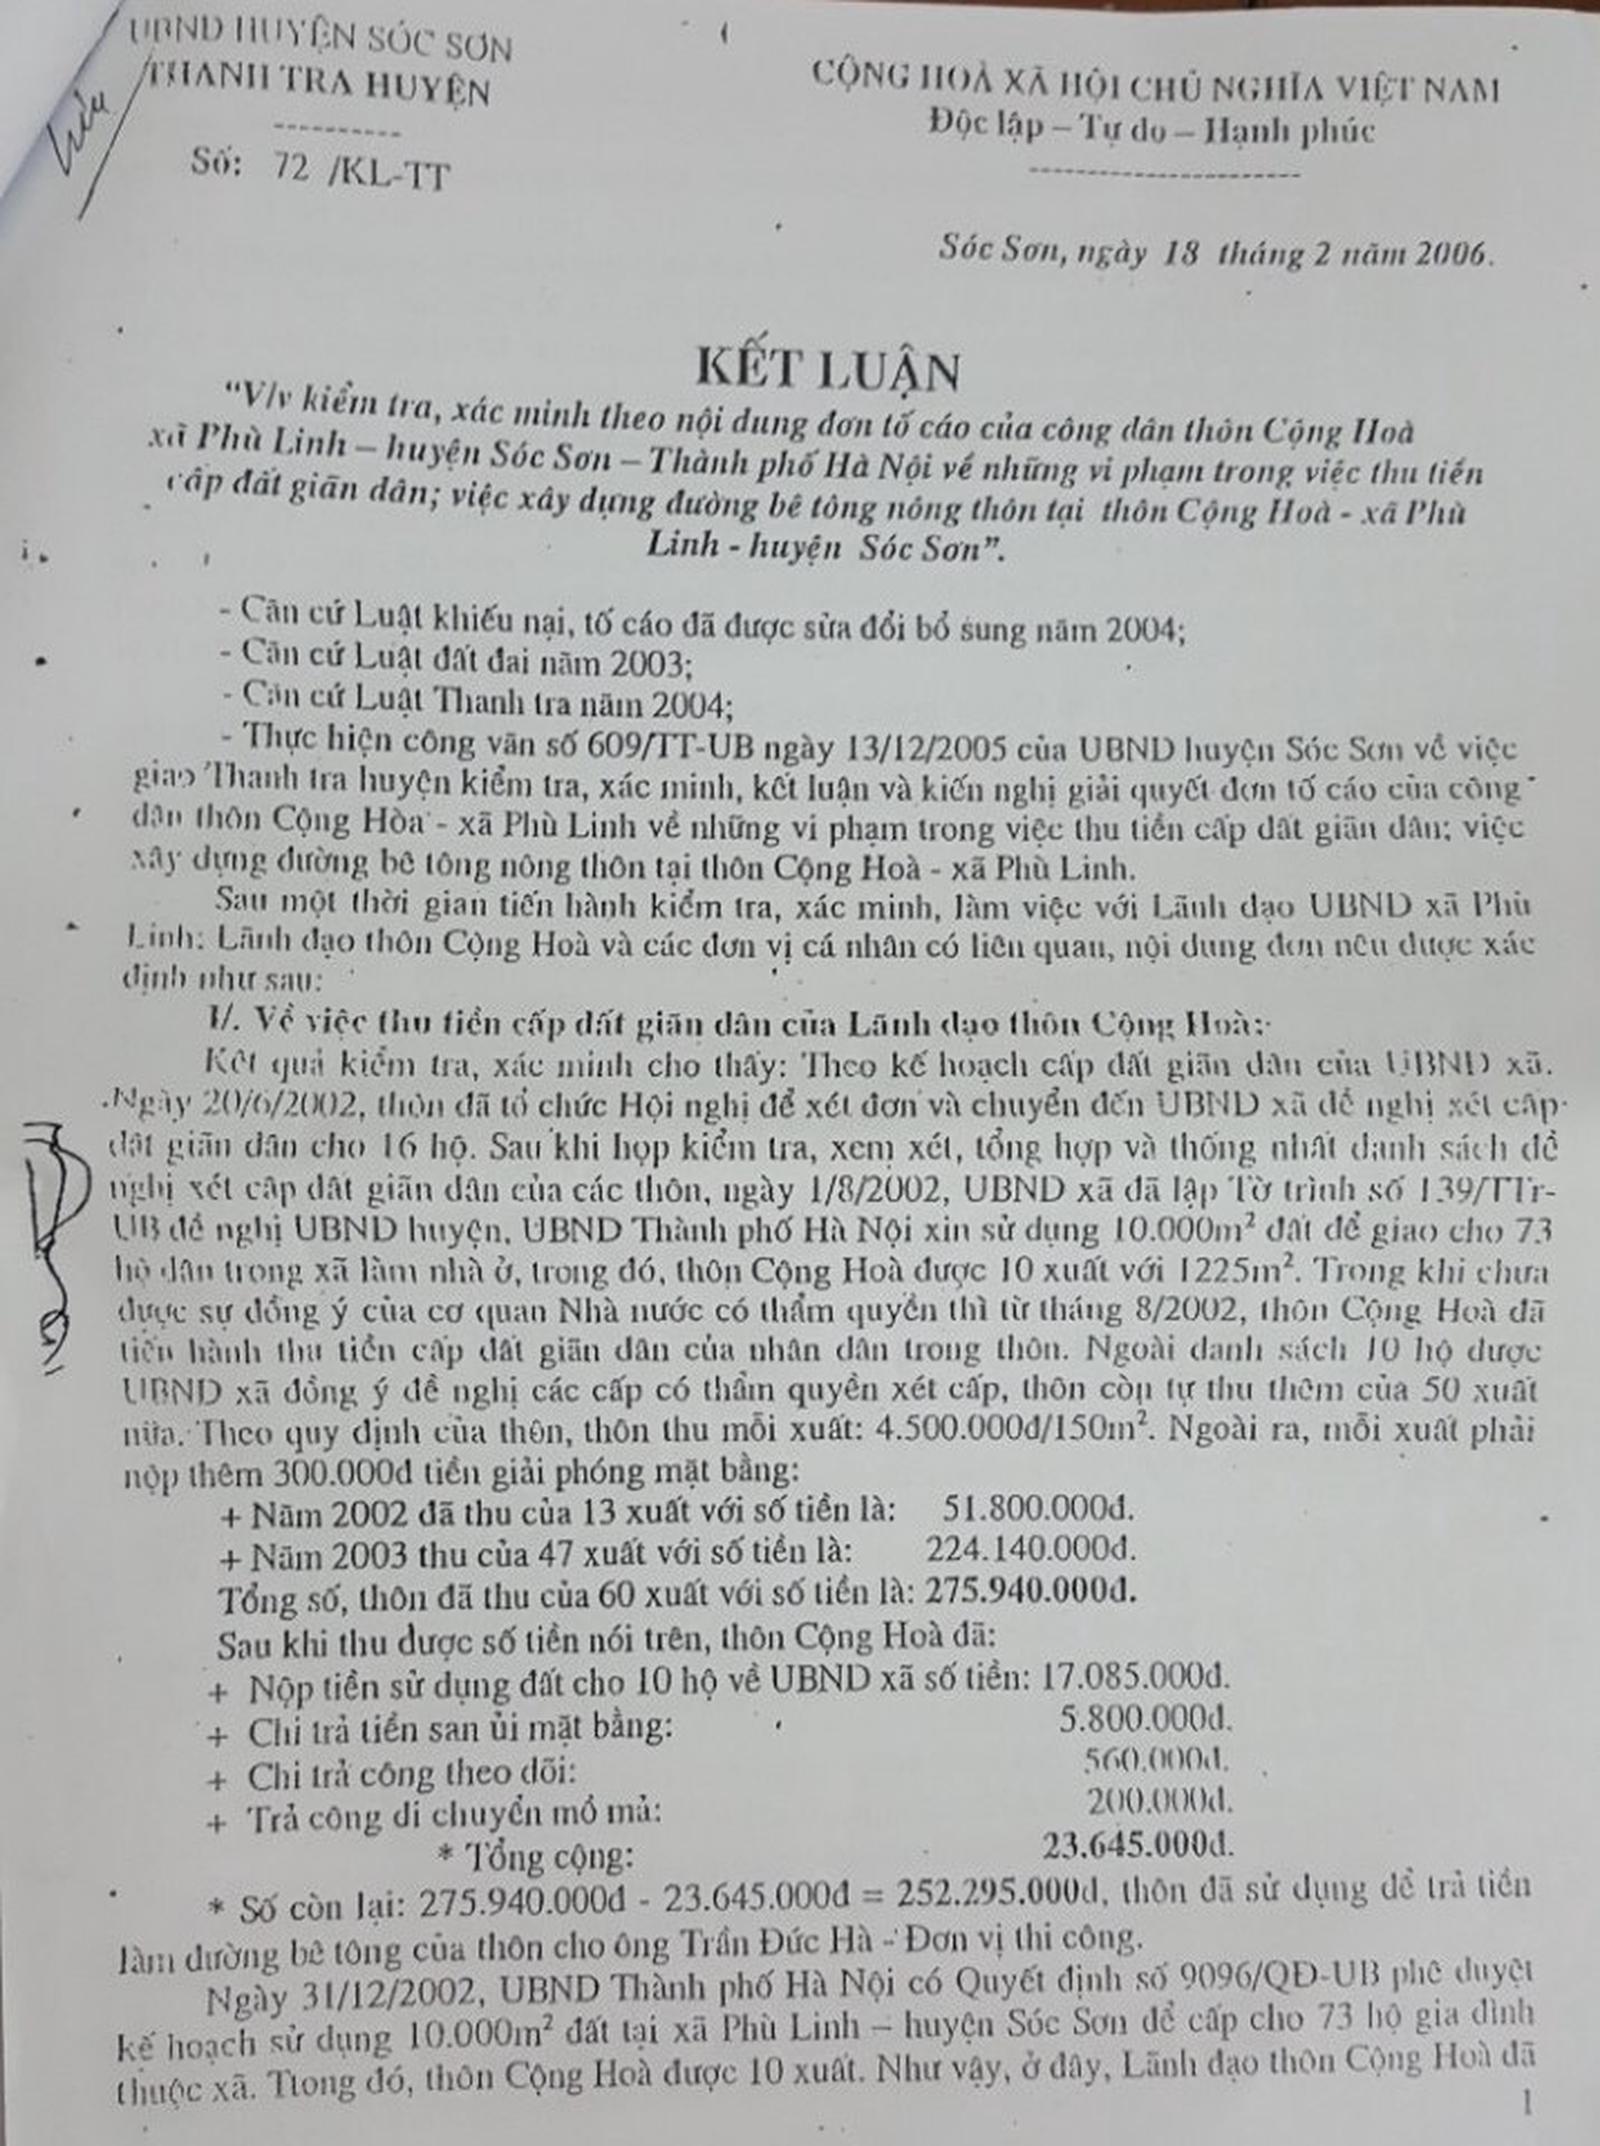 UBND HUYỆN SÓC SƠN
THANH TRA HUYỆN
----------
Số: 72 /KL-TT
CỘNG HOÀ XÃ HỘI CHỦ NGHĨA VIỆT NAM
Độc lập – Tự do – Hạnh phúc
----------------------
Sóc Sơn, ngày 18 tháng 2 năm 2006.
KẾT LUẬN
“V/v kiểm tra, xác minh theo nội dung đơn tố cáo của công dân thôn Cộng Hoà
xã Phù Linh – huyện Sóc Sơn – Thành phố Hà Nội về những vi phạm trong việc thu tiền
cấp đất giãn dân; việc xây dựng đường bê tông nông thôn tại thôn Cộng Hoà - xã Phù
Linh - huyện Sóc Sơn”.
- Căn cứ Luật khiếu nại, tố cáo đã được sửa đổi bổ sung năm 2004;
- Căn cứ Luật đất đai năm 2003;
- Căn cứ Luật Thanh tra năm 2004;
- Thực hiện công văn số 609/TT-UB ngày 13/12/2005 của UBND huyện Sóc Sơn về việc
giao Thanh tra huyện kiểm tra, xác minh, kết luận và kiến nghị giải quyết đơn tố cáo của công
dân thôn Cộng Hòa - xã Phù Linh về những vi phạm trong việc thu tiền cấp đất giãn dân; việc
xây dựng đường bê tông nông thôn tại thôn Cộng Hoà - xã Phù Linh.
Sau một thời gian tiến hành kiểm tra, xác minh, làm việc với Lãnh đạo UBND xã Phù
Linh; Lãnh đạo thôn Cộng Hoà và các đơn vị cá nhân có liên quan, nội dung đơn nêu được xác
định như sau:
I/. Về việc thu tiền cấp đất giãn dân của Lãnh đạo thôn Cộng Hoà:
Kết quả kiểm tra, xác minh cho thấy: Theo kế hoạch cấp đất giãn dân của UBND xã.
Ngày 20/6/2002, thôn đã tổ chức Hội nghị để xét đơn và chuyển đến UBND xã đề nghị xét cấp
đất giãn dân cho 16 hộ. Sau khi họp kiểm tra, xem xét, tổng hợp và thống nhất danh sách đề
nghị xét cấp đất giãn dân của các thôn, ngày 1/8/2002, UBND xã đã lập Tờ trình số 139/TTr-
UB đề nghị UBND huyện, UBND Thành phố Hà Nội xin sử dụng 10.000m² đất để giao cho 73
hộ dân trong xã làm nhà ở, trong đó, thôn Cộng Hoà được 10 xuất với 1225m². Trong khi chưa
được sự đồng ý của cơ quan Nhà nước có thẩm quyền thì từ tháng 8/2002, thôn Cộng Hoà đã
tiến hành thu tiền cấp đất giãn dân của nhân dân trong thôn. Ngoài danh sách 10 hộ được
UBND xã đồng ý đề nghị các cấp có thẩm quyền xét cấp, thôn còn tự thu thêm của 50 xuất
nữa. Theo quy định của thôn, thôn thu mỗi xuất: 4.500.000đ/150m². Ngoài ra, mỗi xuất phải
nộp thêm 300.000đ tiền giải phóng mặt bằng:
+ Năm 2002 đã thu của 13 xuất với số tiền là: 51.800.000đ.
+ Năm 2003 thu của 47 xuất với số tiền là: 224.140.000đ.
Tổng số, thôn đã thu của 60 xuất với số tiền là: 275.940.000đ.
Sau khi thu được số tiền nói trên, thôn Cộng Hoà đã:
+ Nộp tiền sử dụng đất cho 10 hộ về UBND xã số tiền: 17.085.000đ.
+ Chi trả tiền san ủi mặt bằng: 5.800.000đ.
+ Chi trả công theo dõi: 560.000đ.
+ Trả công di chuyển mồ mả: 200.000đ.
* Tổng cộng: 23.645.000đ.
* Số còn lại: 275.940.000đ - 23.645.000đ = 252.295.000đ, thôn đã sử dụng để trả tiền
làm đường bê tông của thôn cho ông Trần Đức Hà - Đơn vị thi công.
Ngày 31/12/2002, UBND Thành phố Hà Nội có Quyết định số 9096/QĐ-UB phê duyệt
kế hoạch sử dụng 10.000m² đất tại xã Phù Linh – huyện Sóc Sơn để cấp cho 73 hộ gia đình
thuộc xã. Ttong đó, thôn Cộng Hoà được 10 xuất. Như vậy, ở đây, Lãnh đạo thôn Cộng Hoà đã
1